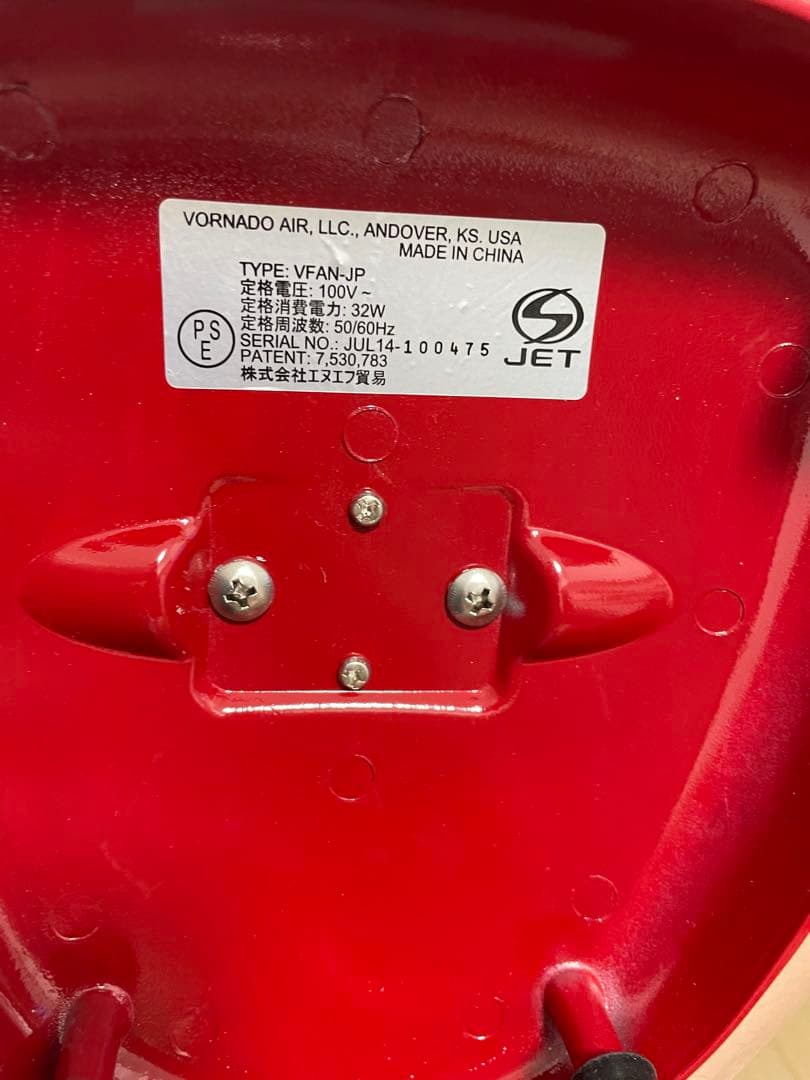 VORNADO AIR, LLC., ANDOVER, KS. USA
MADE IN CHINA
TYPE: VFAN-JP
定格電圧: 100V ~
定格消費電力: 32W
定格周波数: 50/60Hz
SERIAL NO.: JUL14-100475
PATENT: 7,530,783
株式会社エヌエフ貿易
PS
E
JET